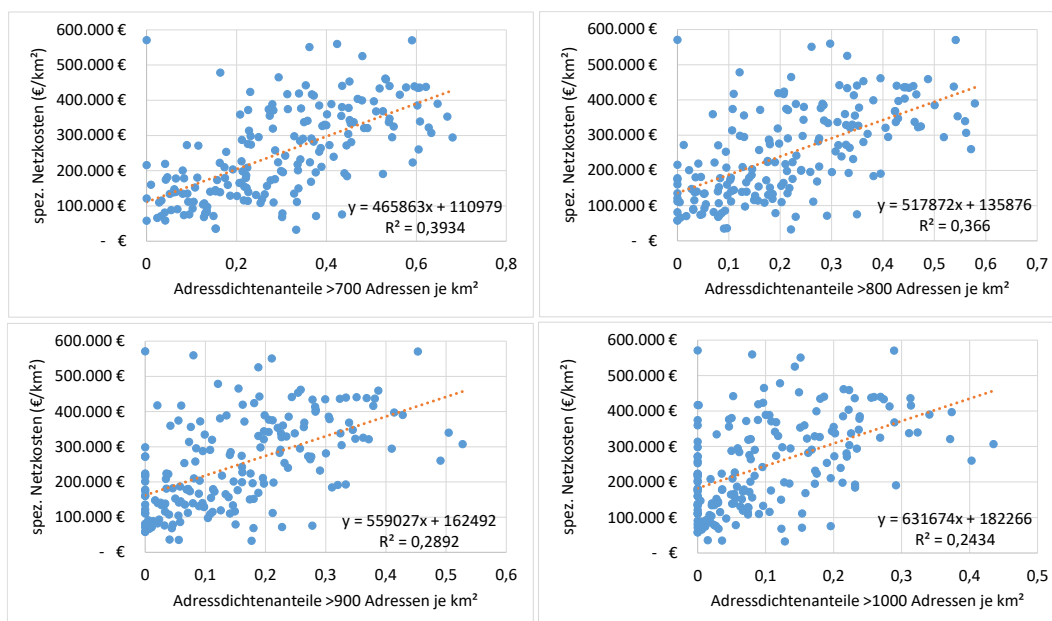 600.000 €
500.000 €
400.000 €
300.000 €
200.000 €
100.000 €
- €
spez. Netzkosten (€/km²)
y = 465863x + 110979
R² = 0,3934
0 0,2 0,4 0,6 0,8
Adressdichtenanteile >700 Adressen je km²
600.000 €
500.000 €
400.000 €
300.000 €
200.000 €
100.000 €
- €
spez. Netzkosten (€/km²)
y = 517872x + 135876
R² = 0,366
0 0,1 0,2 0,3 0,4 0,5 0,6 0,7
Adressdichtenanteile >800 Adressen je km²
600.000 €
500.000 €
400.000 €
300.000 €
200.000 €
100.000 €
- €
spez. Netzkosten (€/km²)
y = 559027x + 162492
R² = 0,2892
0 0,1 0,2 0,3 0,4 0,5 0,6
Adressdichtenanteile >900 Adressen je km²
600.000 €
500.000 €
400.000 €
300.000 €
200.000 €
100.000 €
- €
spez. Netzkosten (€/km²)
y = 631674x + 182266
R² = 0,2434
0 0,1 0,2 0,3 0,4 0,5
Adressdichtenanteile >1000 Adressen je km²